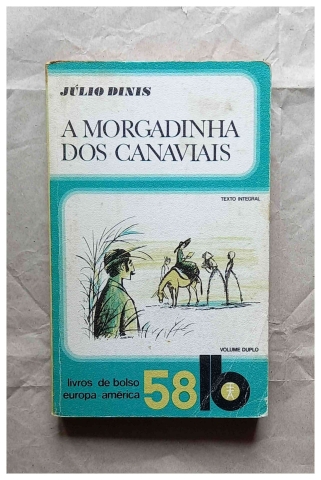 JÚLIO DINIS
A MORGADINHA
DOS CANAVIAIS
TEXTO INTEGRAL
VOLUME DUPLO
livros de bolso
europa-américa
58
lb